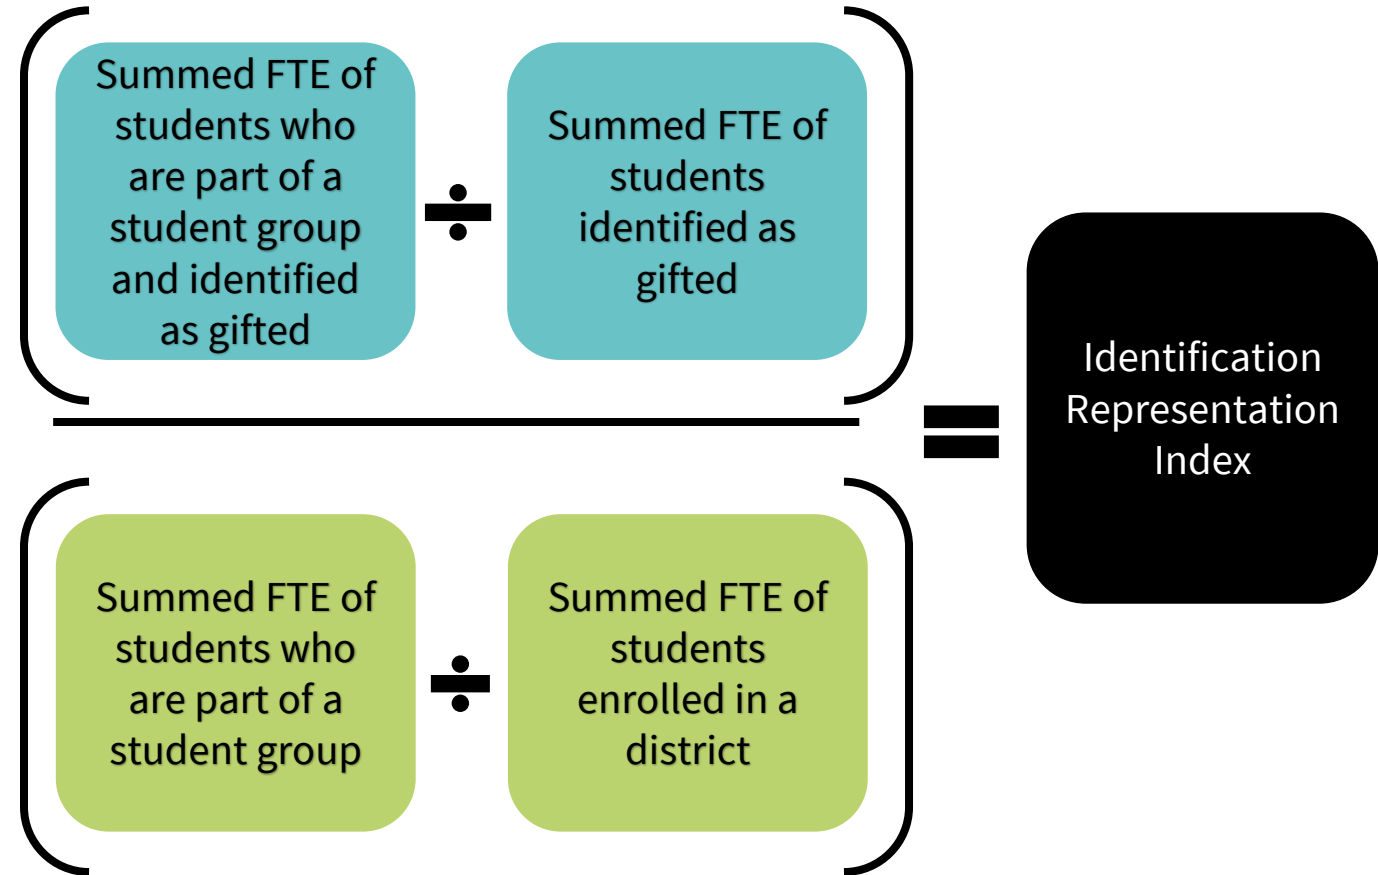 Summed FTE of
students who
are part of a
student group
and identified
as gifted
÷
Summed FTE of
students
identified as
gifted
Summed FTE of
students who
are part of a
student group
÷
Summed FTE of
students
enrolled in a
district
=
Identification
Representation
Index